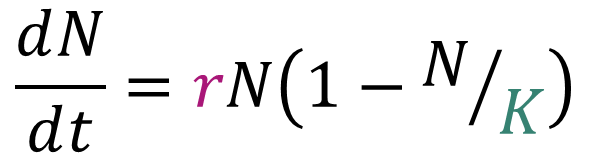 dN/dt = rN(1 − N/K)